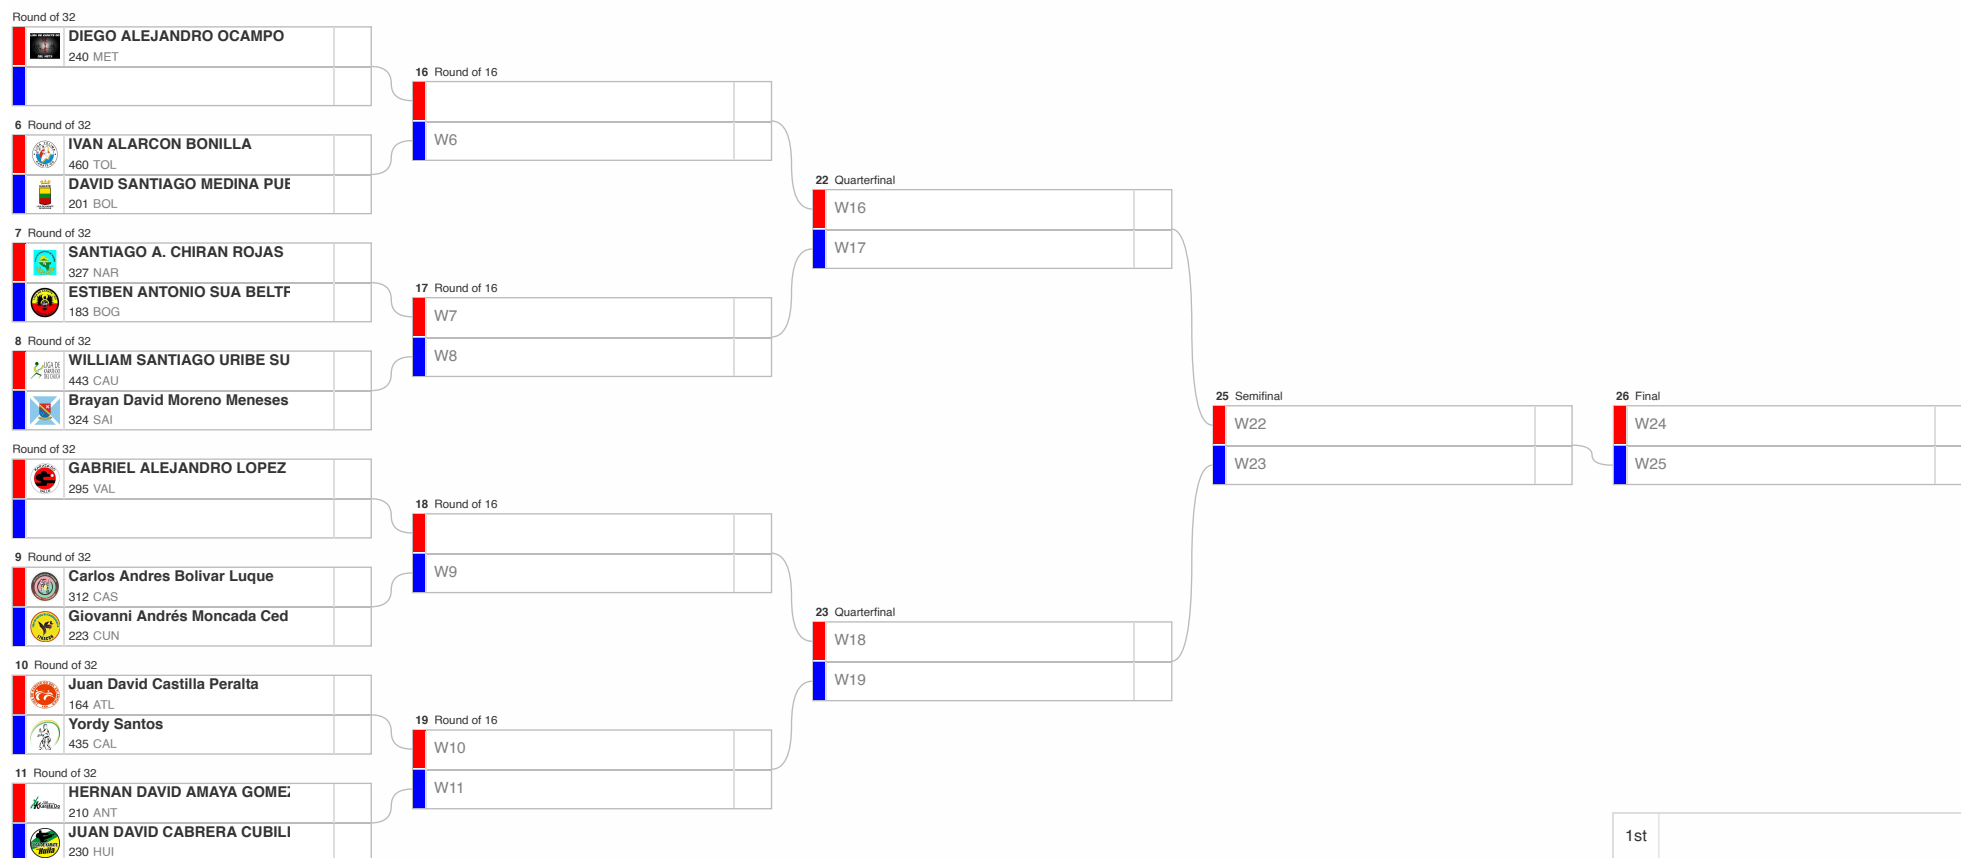 Round of 32
DIEGO ALEJANDRO OCAMPO
240 MET
6 Round of 32
IVAN ALARCON BONILLA
460 TOL
DAVID SANTIAGO MEDINA PUE
201 BOL
7 Round of 32
SANTIAGO A. CHIRAN ROJAS
327 NAR
ESTIBEN ANTONIO SUA BELTR
183 BOG
8 Round of 32
WILLIAM SANTIAGO URIBE SU
443 CAU
Brayan David Moreno Meneses
324 SAI
Round of 32
GABRIEL ALEJANDRO LOPEZ
295 VAL
9 Round of 32
Carlos Andres Bolivar Luque
312 CAS
Giovanni Andrés Moncada Ced
223 CUN
10 Round of 32
Juan David Castilla Peralta
164 ATL
Yordy Santos
435 CAL
11 Round of 32
HERNAN DAVID AMAYA GOMEZ
210 ANT
JUAN DAVID CABRERA CUBILL
230 HUI
16 Round of 16
W6
17 Round of 16
W7
W8
18 Round of 16
W9
19 Round of 16
W10
W11
22 Quarterfinal
W16
W17
23 Quarterfinal
W18
W19
25 Semifinal
W22
W23
26 Final
W24
W25
1st